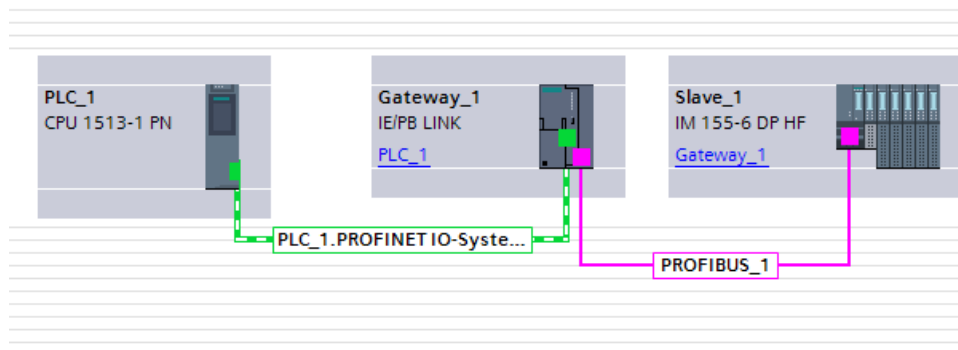 PLC_1
CPU 1513-1 PN
Gateway_1
IE/PB LINK
PLC_1
Slave_1
IM 155-6 DP HF
Gateway_1
PLC_1.PROFINET IO-Syste...
PROFIBUS_1